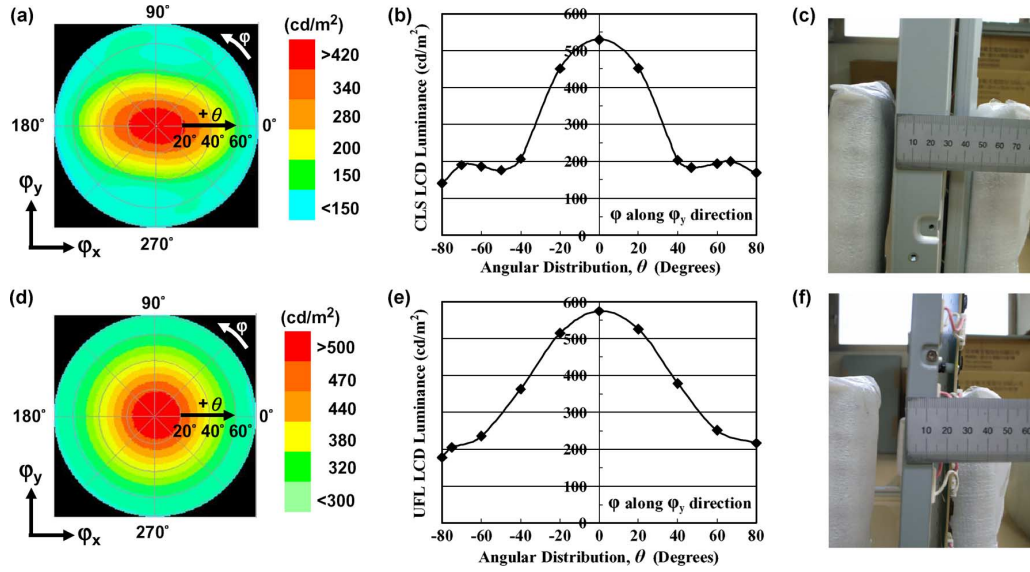 (a)
(cd/m²)
90°
φ
>420
340
280
200
150
<150
180°
+θ
0°
20° 40° 60°
270°
φy
φx
(b)
CLS LCD Luminance (cd/m²)
600
500
400
300
200
100
0
φ along φy direction
-80 -60 -40 -20 0 20 40 60 80
Angular Distribution, θ (Degrees)
(c)
10 20 30 40 50 60 70 80
(d)
(cd/m²)
90°
φ
>500
470
440
380
320
<300
180°
+θ
0°
20° 40° 60°
270°
φy
φx
(e)
UFL LCD Luminance (cd/m²)
600
500
400
300
200
100
0
φ along φy direction
-80 -60 -40 -20 0 20 40 60 80
Angular Distribution, θ (Degrees)
(f)
10 20 30 40 50 60